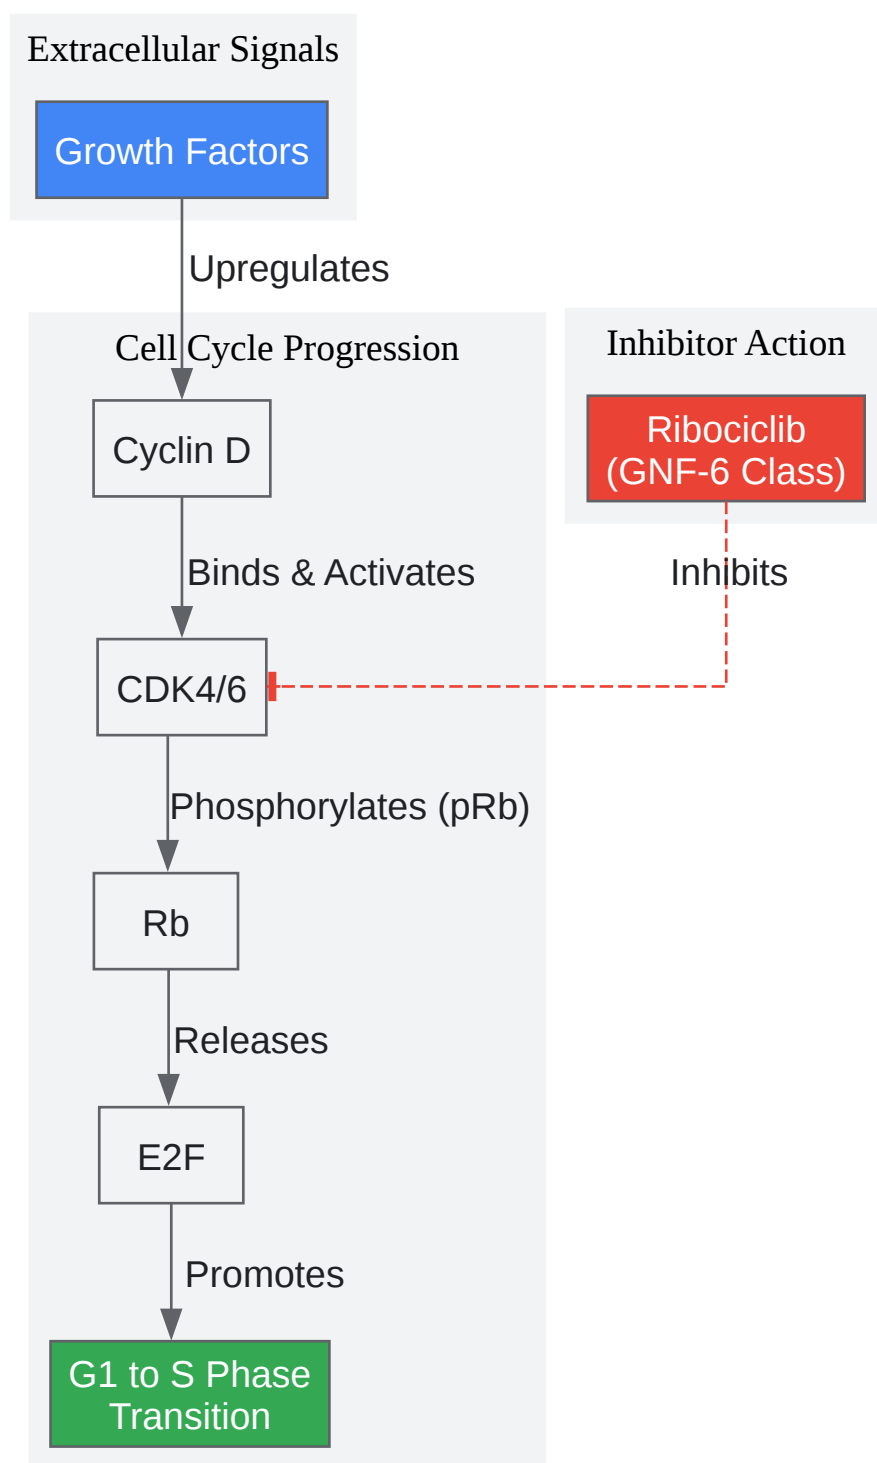 Extracellular Signals
Growth Factors
Upregulates
Cell Cycle Progression
Inhibitor Action
Cyclin D
Ribociclib
(GNF-6 Class)
Binds & Activates
Inhibits
CDK4/6
Phosphorylates (pRb)
Rb
Releases
E2F
Promotes
G1 to S Phase
Transition